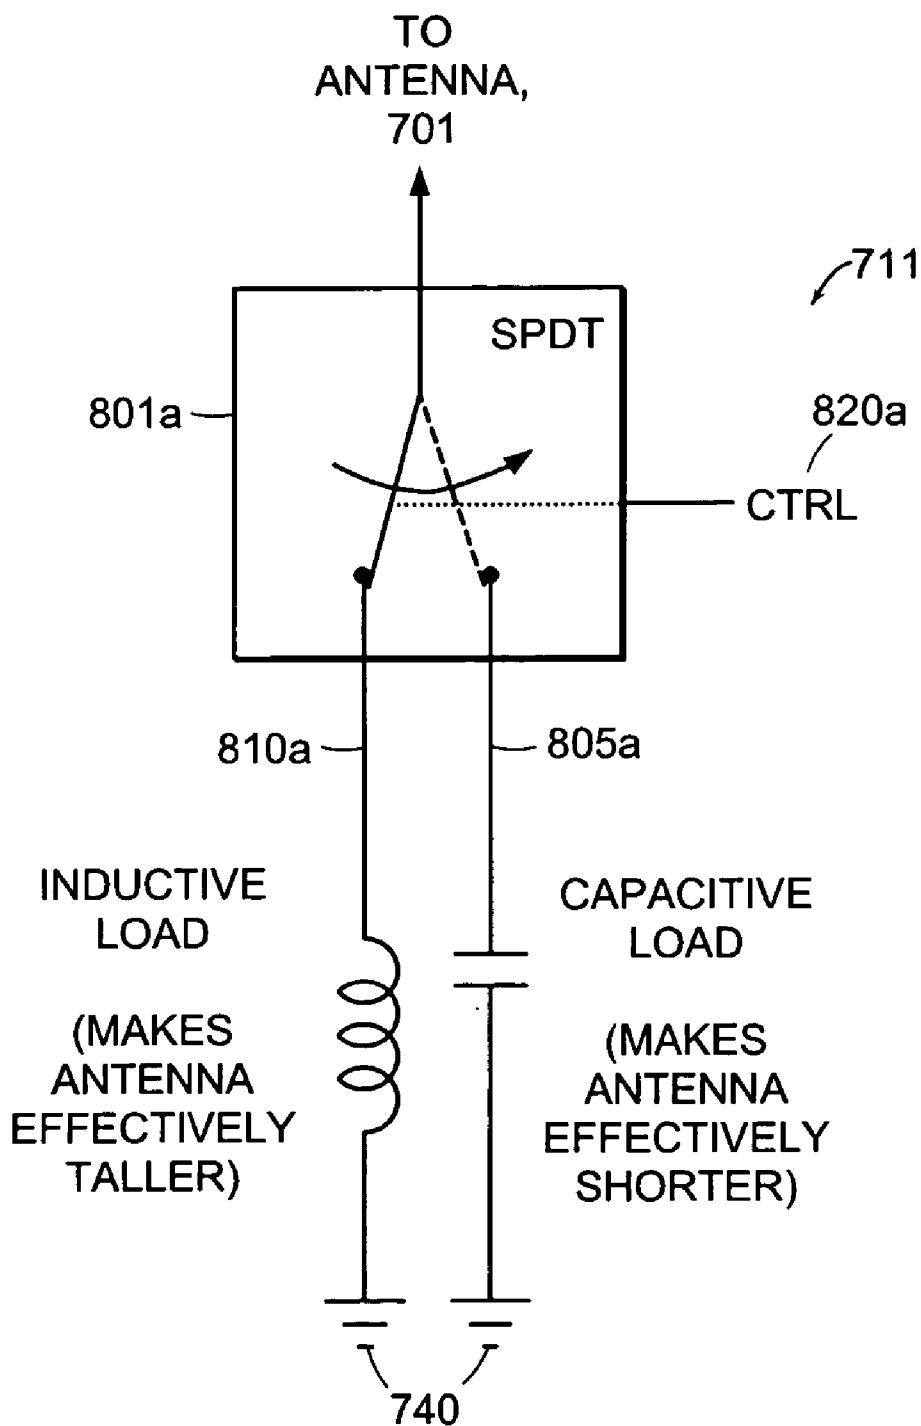 TO
ANTENNA,
701
711
SPDT
801a
820a
CTRL
810a
805a
INDUCTIVE
LOAD
(MAKES
ANTENNA
EFFECTIVELY
TALLER)
CAPACITIVE
LOAD
(MAKES
ANTENNA
EFFECTIVELY
SHORTER)
740